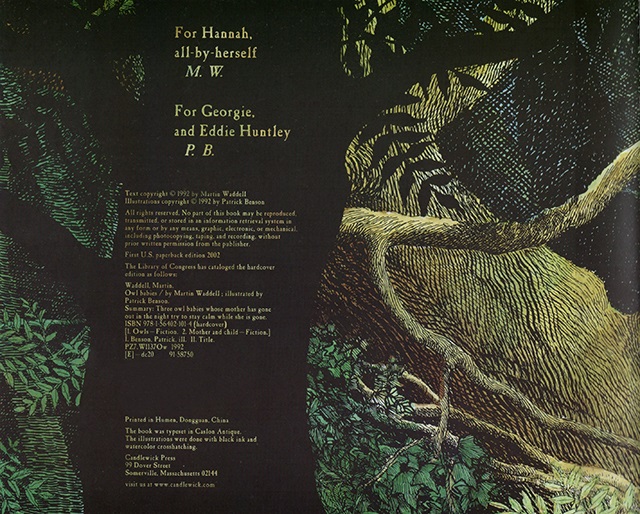 For Hannah,
all-by-herself
M. W.
For Georgie,
and Eddie Huntley
P. B.
Text copyright © 1992 by Martin Waddell
Illustrations copyright © 1992 by Patrick Benson
All rights reserved. No part of this book may be reproduced,
transmitted, or stored in an information retrieval system in
any form or by any means, graphic, electronic, or mechanical,
including photocopying, taping, and recording, without
prior written permission from the publisher.
First U.S. paperback edition 2002
The Library of Congress has cataloged the hardcover
edition as follows:
Waddell, Martin.
Owl babies / by Martin Waddell ; illustrated by
Patrick Benson.
Summary: Three owl babies whose mother has gone
out in the night try to stay calm while she is gone.
ISBN 978-1-56402-101-4 (hardcover)
[1. Owls – Fiction. 2. Mother and child – Fiction.]
I. Benson, Patrick, ill. II. Title.
PZ7.W1137Ow 1992
[E] – dc20 91-58750
Printed in Humen, Dongguan, China
The book was typeset in Caslon Antique.
The illustrations were done with black ink and
watercolor crosshatching.
Candlewick Press
99 Dover Street
Somerville, Massachusetts 02144
visit us at www.candlewick.com